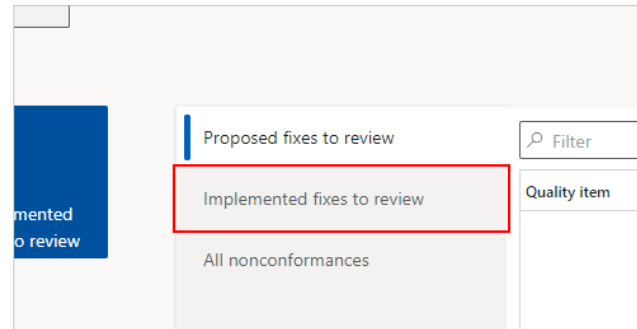 mented
o review
Proposed fixes to review
Implemented fixes to review
All nonconformances
Filter
Quality item